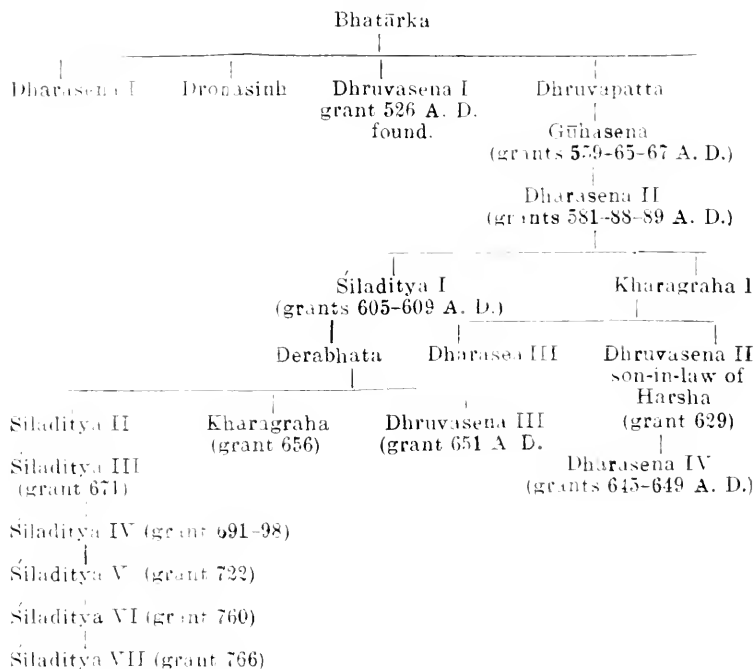 Bhatārka
Dharasena I Dronasinh Dhruvasena I Dhruvapatta
grant 526 A. D.
found.
Gūhasena
(grants 559-65-67 A. D.)
Dharasena II
(grants 581-88-89 A. D.)
Śiladitya I Kharagraha I
(grants 605-609 A. D.)
Derabhata Dharasea III Dhruvasena II
son-in-law of
Harsha
(grant 629)
Siladitya II Kharagraha Dhruvasena III
(grant 656) (grant 651 A. D.
Siladitya III Dharasena IV
(grant 671) (grants 645-649 A. D.)
Śiladitya IV (grant 691-98)
Śiladitya V (grant 722)
Śiladitya VI (grant 760)
Śiladitya VII (grant 766)